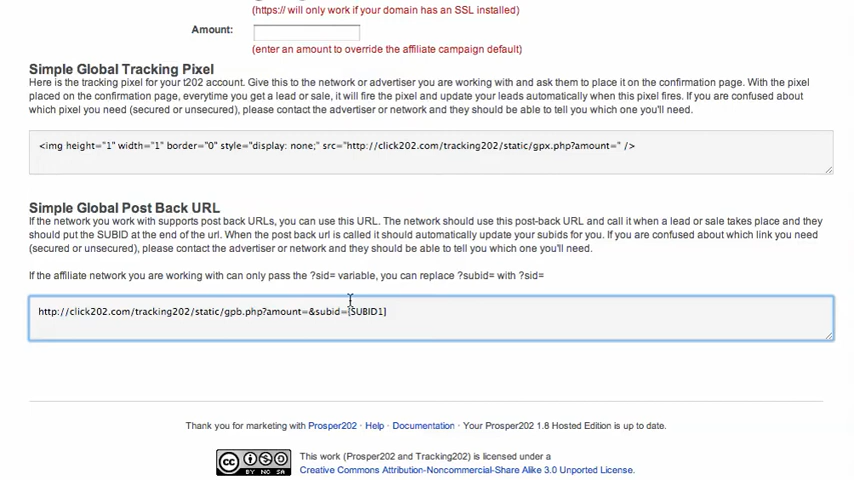 (https:// will only work if your domain has an SSL installed)
Amount:
(enter an amount to override the affiliate campaign default)
Simple Global Tracking Pixel
Here is the tracking pixel for your t202 account. Give this to the network or advertiser you are working with and ask them to place it on the confirmation page. With the pixel
placed on the confirmation page, everytime you get a lead or sale, it will fire the pixel and update your leads automatically when this pixel fires. If you are confused about
which pixel you need (secured or unsecured), please contact the advertiser or network and they should be able to tell you which one you'll need.
<img height="1" width="1" border="0" style="display: none;" src="http://click202.com/tracking202/static/gpx.php?amount=" />
Simple Global Post Back URL
If the network you work with supports post back URLs, you can use this URL. The network should use this post-back URL and call it when a lead or sale takes place and they
should put the SUBID at the end of the url. When the post back url is called it should automatically update your subids for you. If you are confused about which link you need
(secured or unsecured), please contact the advertiser or network and they should be able to tell you which one you'll need.
If the affiliate network you are working with can only pass the ?sid= variable, you can replace ?subid= with ?sid=
http://click202.com/tracking202/static/gpb.php?amount=&subid=[SUBID1]
Thank you for marketing with Prosper202 · Help · Documentation · Your Prosper202 1.8 Hosted Edition is up to date.
This work (Prosper202 and Tracking202) is licensed under a
Creative Commons Attribution-Noncommercial-Share Alike 3.0 Unported License.
cc BY NC SA